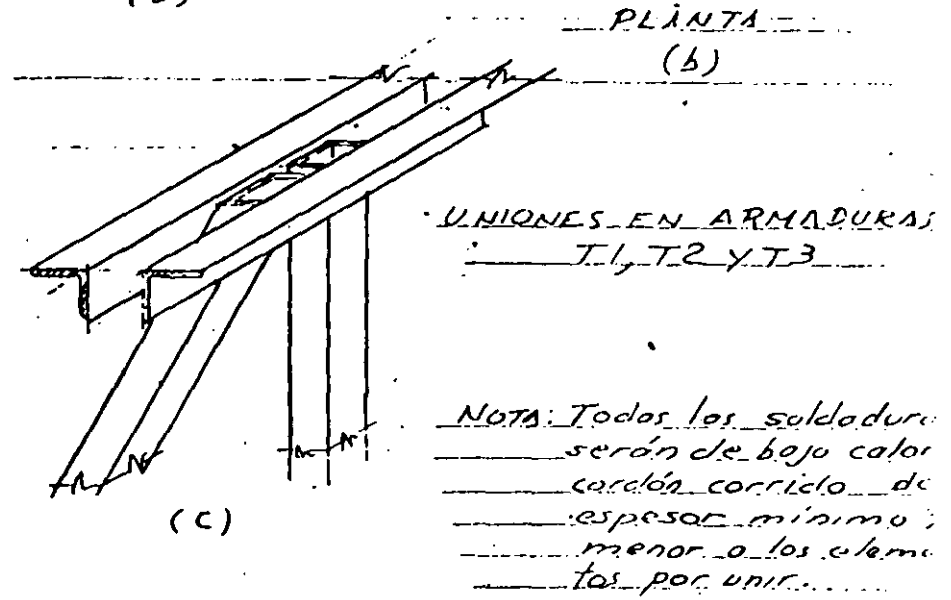 PLANTA-
(b)
UNIONES EN ARMADURAS
T1, T2 Y T3
NOTA: Todas las soldadura
serán de bajo calor
cordón corrido de
espesor mínimo
menor a los elemen
tos por unir.
(c)